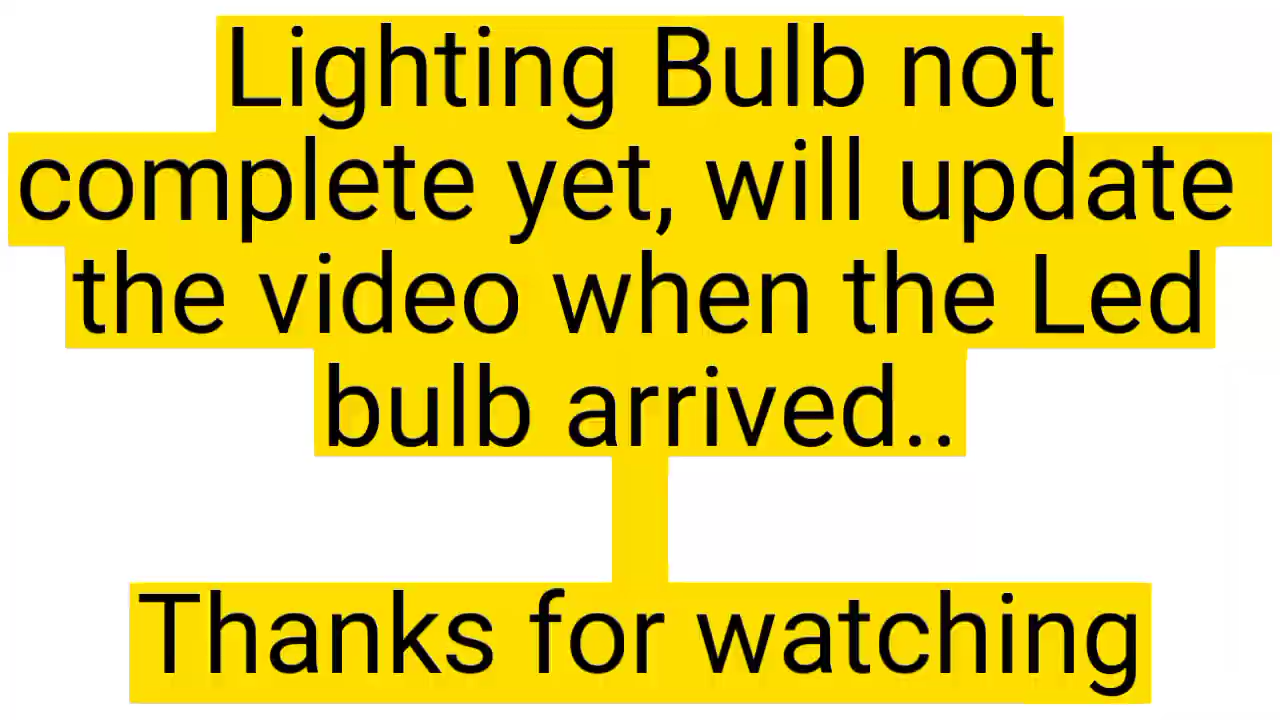 Lighting Bulb not
complete yet, will update
the video when the Led
bulb arrived..
Thanks for watching